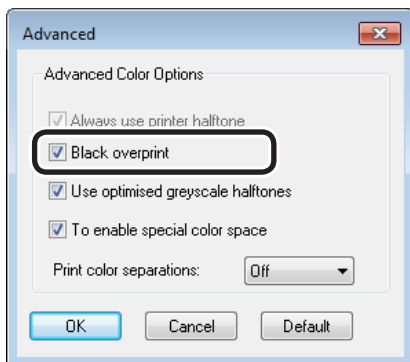 Advanced
Advanced Color Options
Always use printer halftone
Black overprint
Use optimised greyscale halftones
To enable special color space
Print color separations: Off
OK Cancel Default